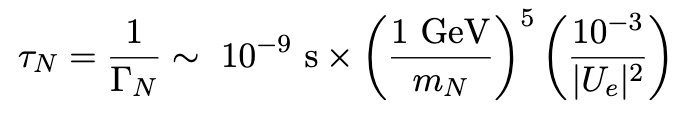 τ_N = 1/Γ_N ∼ 10⁻⁹ s × (1 GeV/m_N)⁵ (10⁻³/|U_e|²)